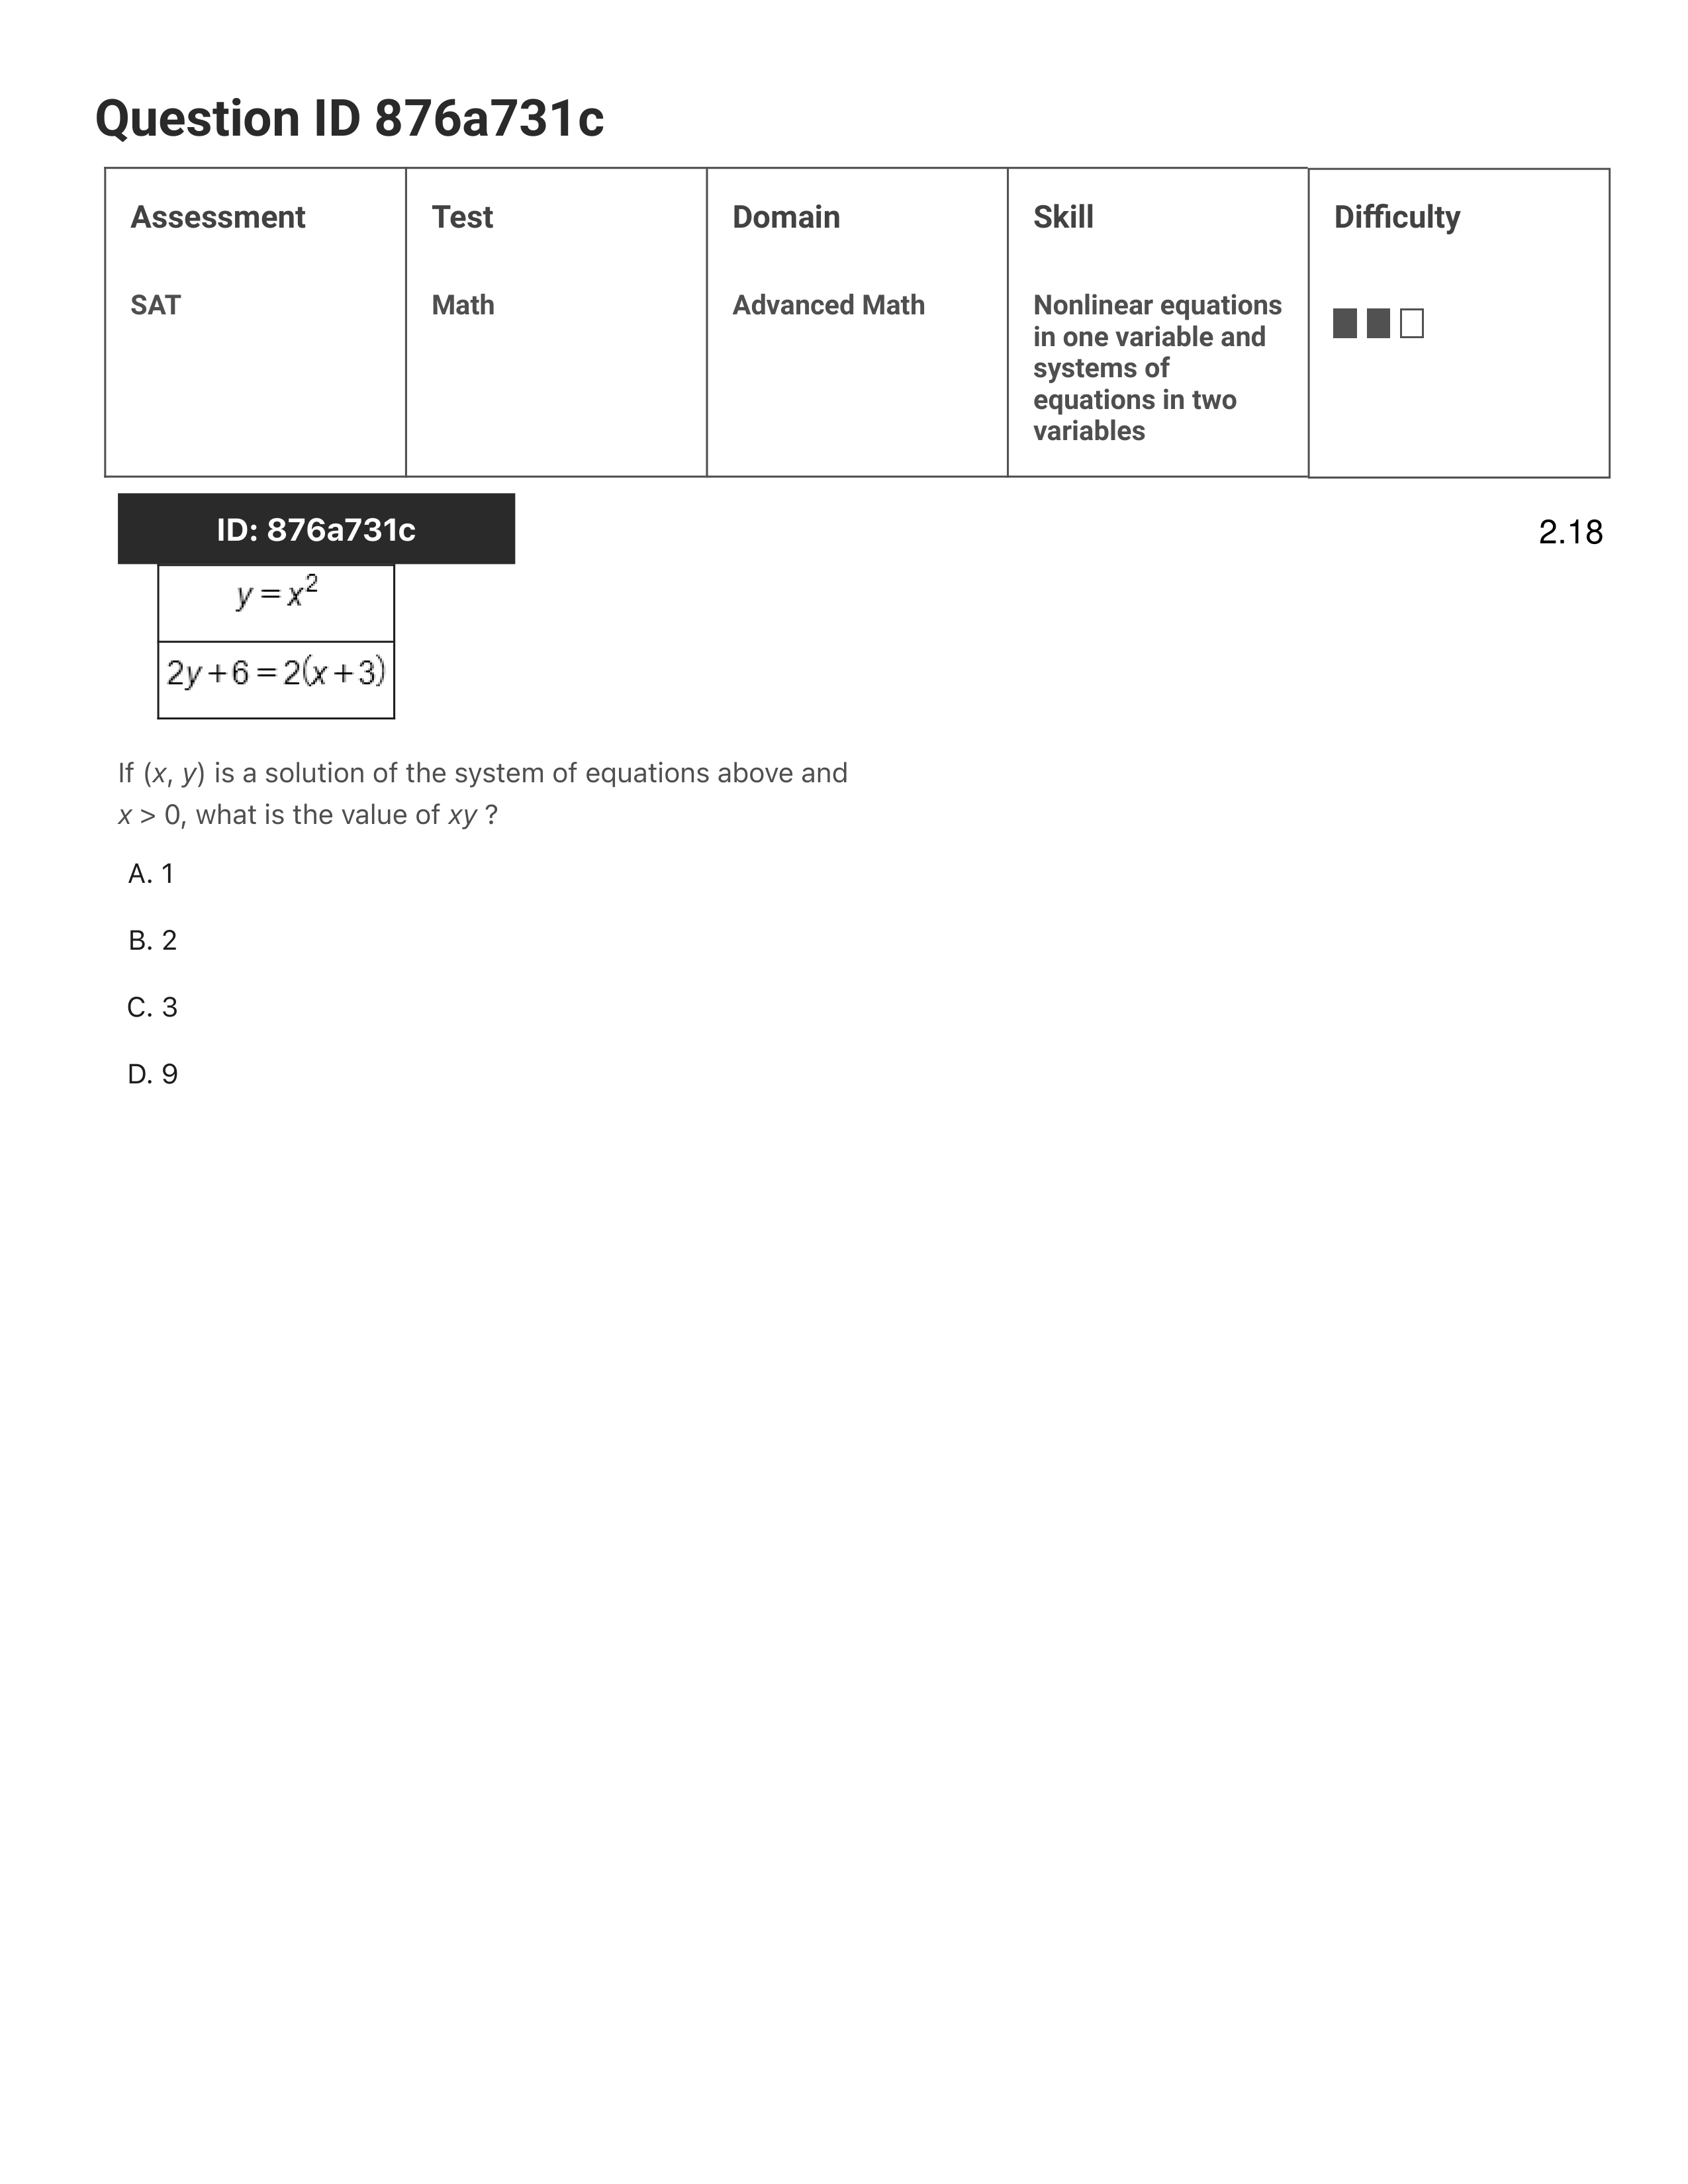 Question ID 876a731c
Assessment
Test
Domain
Skill
Difficulty
SAT
Math
Advanced Math
Nonlinear equations
in one variable and
systems of
equations in two
variables
ID: 876a731c
2.18
y = x²
2y + 6 = 2(x + 3)
If (x, y) is a solution of the system of equations above and
x > 0, what is the value of xy ?
A. 1
B. 2
C. 3
D. 9